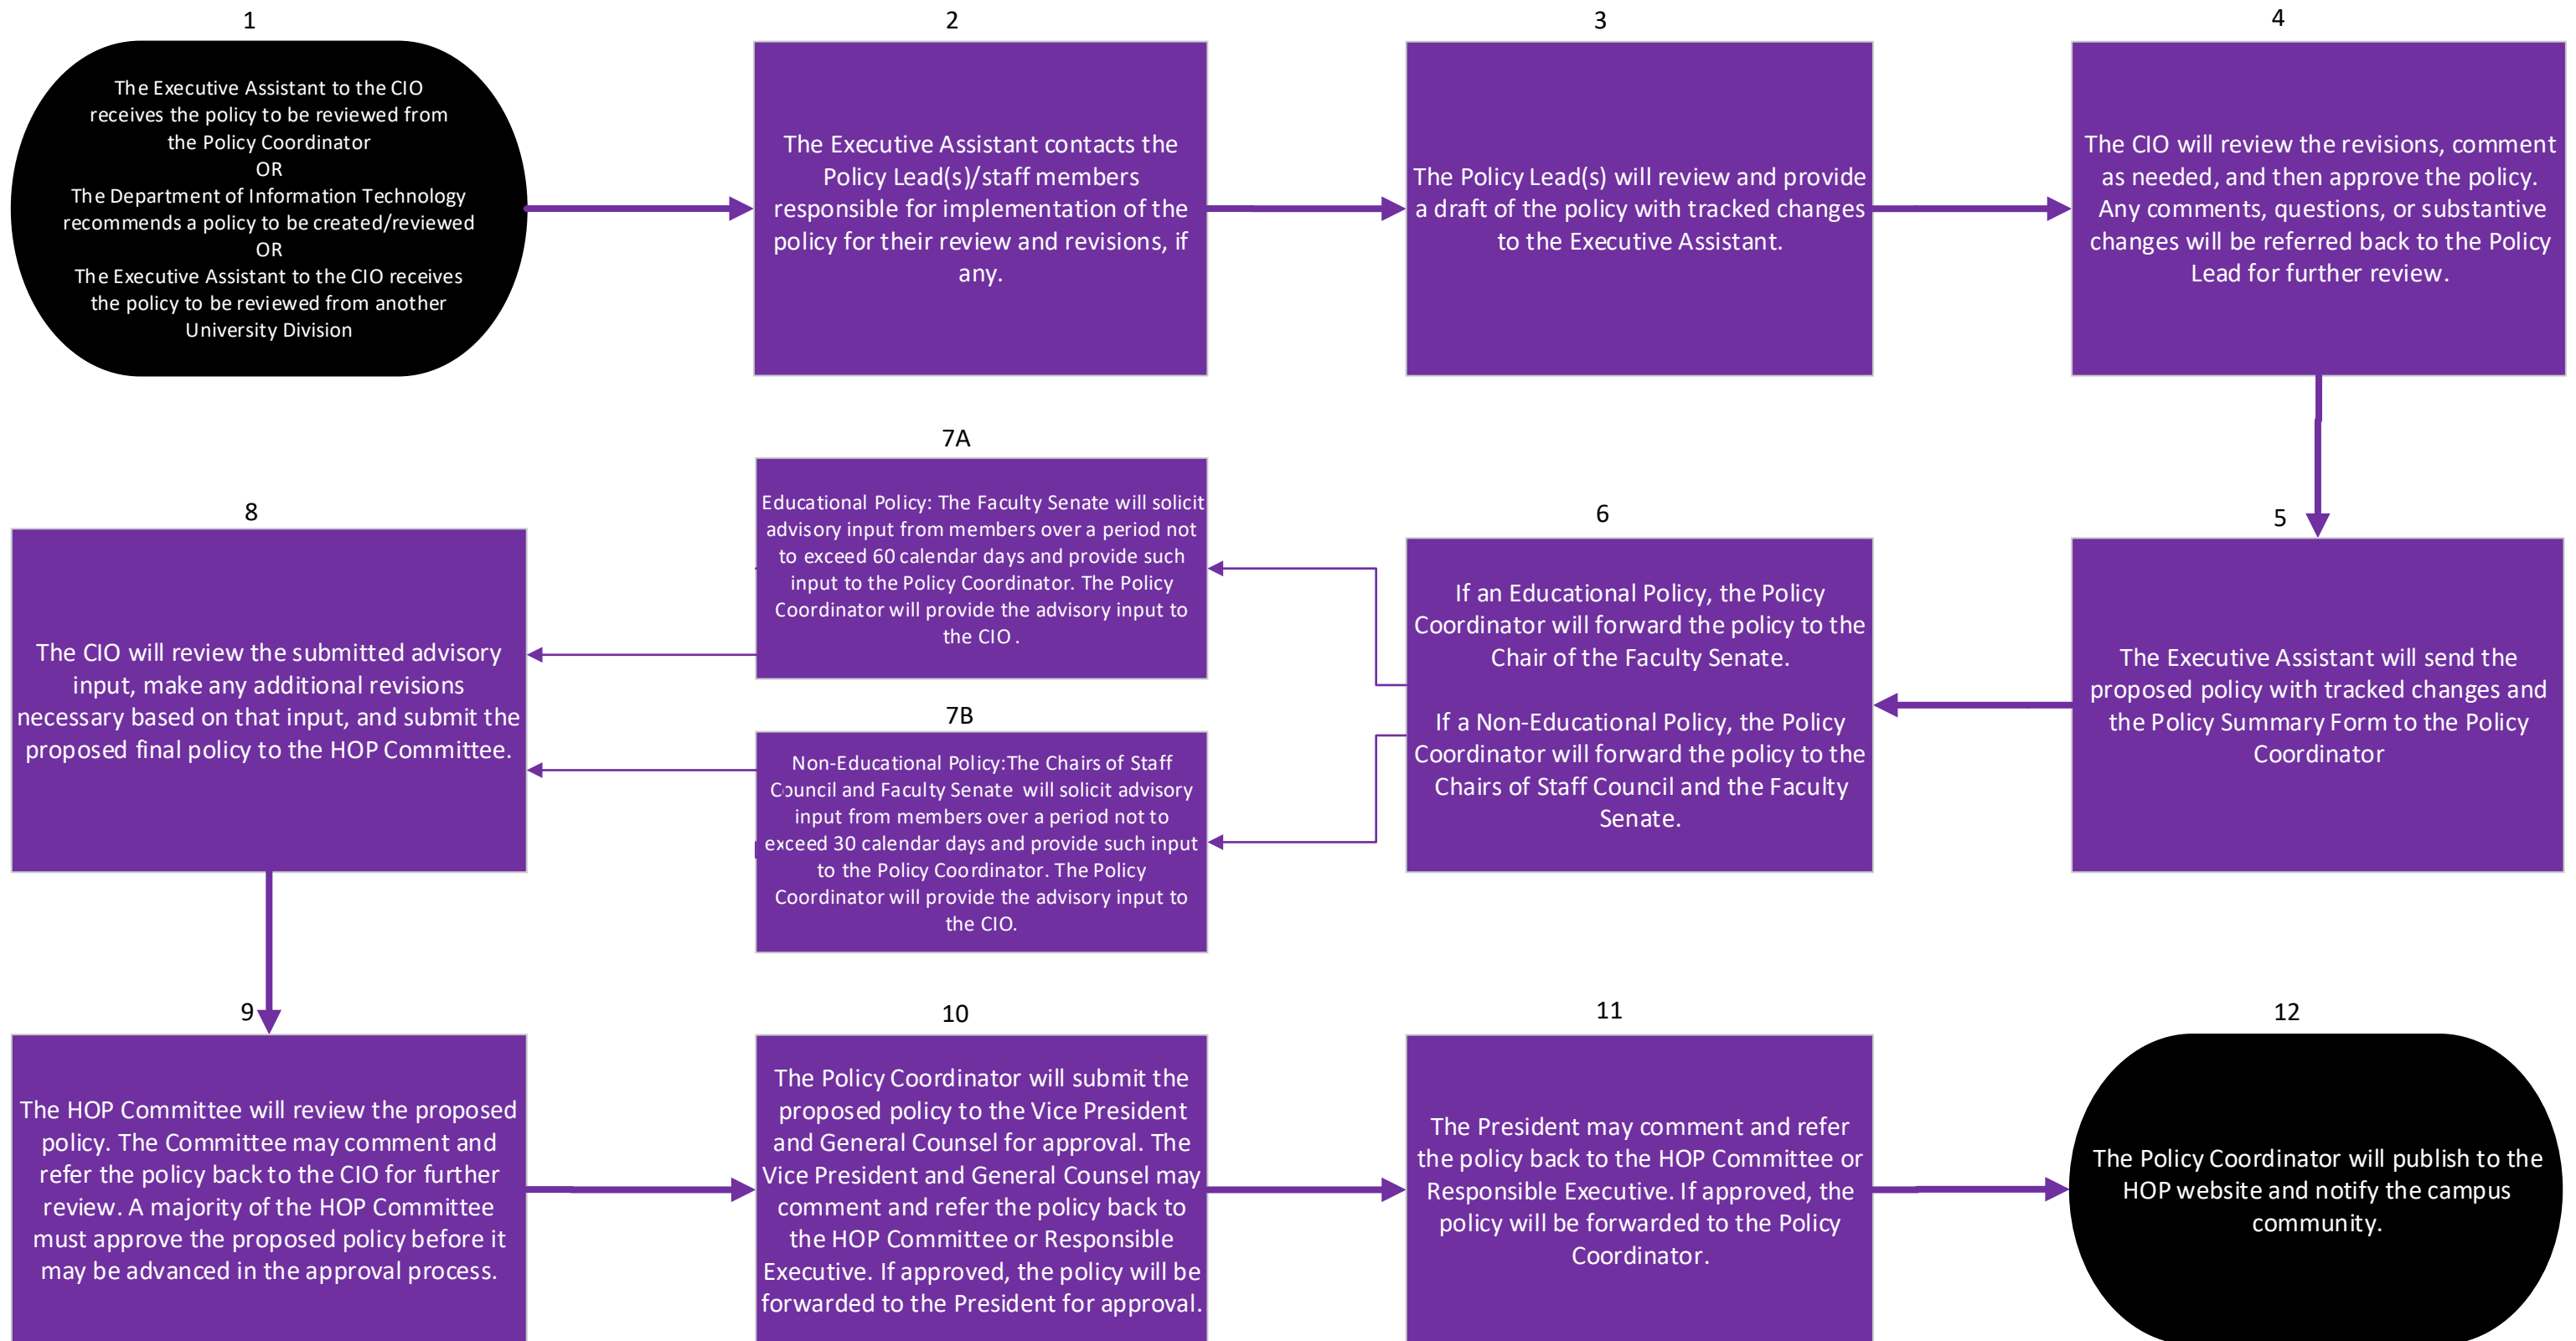 1
The Executive Assistant to the CIO
receives the policy to be reviewed from
the Policy Coordinator
OR
The Department of Information Technology
recommends a policy to be created/reviewed
OR
The Executive Assistant to the CIO receives
the policy to be reviewed from another
University Division
2
The Executive Assistant contacts the
Policy Lead(s)/staff members
responsible for implementation of the
policy for their review and revisions, if
any.
3
The Policy Lead(s) will review and provide
a draft of the policy with tracked changes
to the Executive Assistant.
4
The CIO will review the revisions, comment
as needed, and then approve the policy.
Any comments, questions, or substantive
changes will be referred back to the Policy
Lead for further review.
5
The Executive Assistant will send the
proposed policy with tracked changes and
the Policy Summary Form to the Policy
Coordinator
6
If an Educational Policy, the Policy
Coordinator will forward the policy to the
Chair of the Faculty Senate.
If a Non-Educational Policy, the Policy
Coordinator will forward the policy to the
Chairs of Staff Council and the Faculty
Senate.
7A
Educational Policy: The Faculty Senate will solicit
advisory input from members over a period not
to exceed 60 calendar days and provide such
input to the Policy Coordinator. The Policy
Coordinator will provide the advisory input to
the CIO.
7B
Non-Educational Policy:The Chairs of Staff
Council and Faculty Senate will solicit advisory
input from members over a period not to
exceed 30 calendar days and provide such input
to the Policy Coordinator. The Policy
Coordinator will provide the advisory input to
the CIO.
8
The CIO will review the submitted advisory
input, make any additional revisions
necessary based on that input, and submit the
proposed final policy to the HOP Committee.
9
The HOP Committee will review the proposed
policy. The Committee may comment and
refer the policy back to the CIO for further
review. A majority of the HOP Committee
must approve the proposed policy before it
may be advanced in the approval process.
10
The Policy Coordinator will submit the
proposed policy to the Vice President
and General Counsel for approval. The
Vice President and General Counsel may
comment and refer the policy back to
the HOP Committee or Responsible
Executive. If approved, the policy will be
forwarded to the President for approval.
11
The President may comment and refer
the policy back to the HOP Committee or
Responsible Executive. If approved, the
policy will be forwarded to the Policy
Coordinator.
12
The Policy Coordinator will publish to the
HOP website and notify the campus
community.